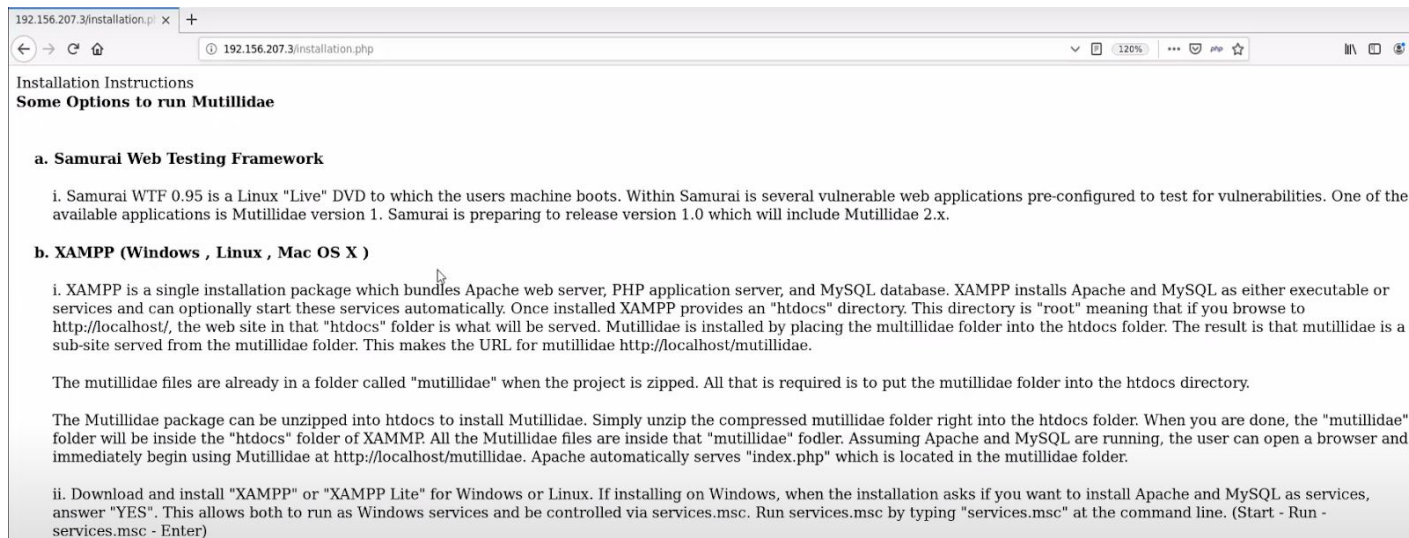 192.156.207.3/installation.pl
192.156.207.3/installation.php
120%
php
Installation Instructions
Some Options to run Mutillidae
a. Samurai Web Testing Framework
i. Samurai WTF 0.95 is a Linux "Live" DVD to which the users machine boots. Within Samurai is several vulnerable web applications pre-configured to test for vulnerabilities. One of the
available applications is Mutillidae version 1. Samurai is preparing to release version 1.0 which will include Mutillidae 2.x.
b. XAMPP (Windows , Linux , Mac OS X )
i. XAMPP is a single installation package which bundles Apache web server, PHP application server, and MySQL database. XAMPP installs Apache and MySQL as either executable or
services and can optionally start these services automatically. Once installed XAMPP provides an "htdocs" directory. This directory is "root" meaning that if you browse to
http://localhost/, the web site in that "htdocs" folder is what will be served. Mutillidae is installed by placing the multillidae folder into the htdocs folder. The result is that mutillidae is a
sub-site served from the mutillidae folder. This makes the URL for mutillidae http://localhost/mutillidae.
The mutillidae files are already in a folder called "mutillidae" when the project is zipped. All that is required is to put the mutillidae folder into the htdocs directory.
The Mutillidae package can be unzipped into htdocs to install Mutillidae. Simply unzip the compressed mutillidae folder right into the htdocs folder. When you are done, the "mutillidae"
folder will be inside the "htdocs" folder of XAMMP. All the Mutillidae files are inside that "mutillidae" fodler. Assuming Apache and MySQL are running, the user can open a browser and
immediately begin using Mutillidae at http://localhost/mutillidae. Apache automatically serves "index.php" which is located in the mutillidae folder.
ii. Download and install "XAMPP" or "XAMPP Lite" for Windows or Linux. If installing on Windows, when the installation asks if you want to install Apache and MySQL as services,
answer "YES". This allows both to run as Windows services and be controlled via services.msc. Run services.msc by typing "services.msc" at the command line. (Start - Run -
services.msc - Enter)